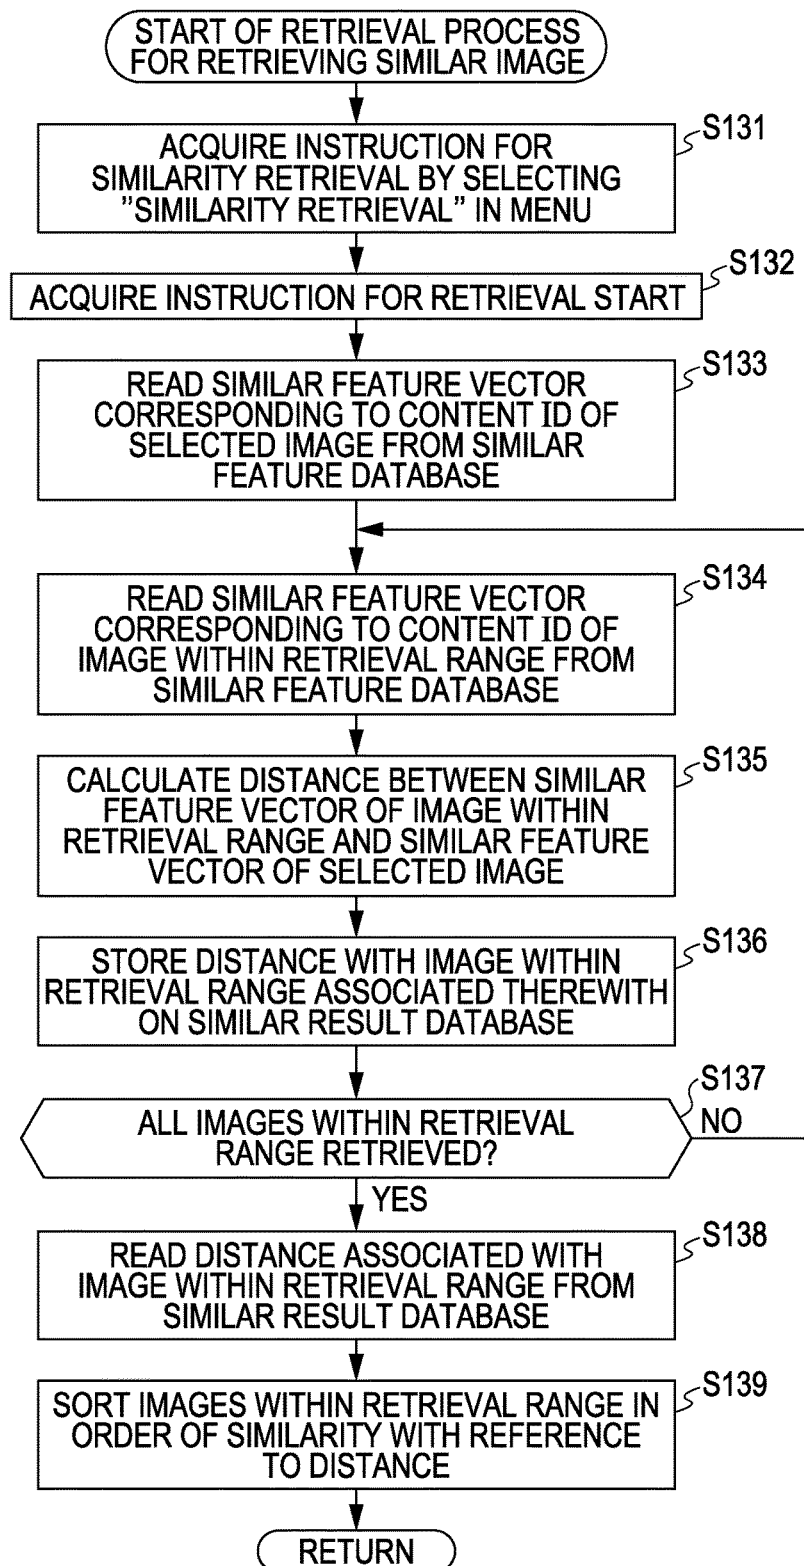 START OF RETRIEVAL PROCESS
FOR RETRIEVING SIMILAR IMAGE
S131
ACQUIRE INSTRUCTION FOR
SIMILARITY RETRIEVAL BY SELECTING
"SIMILARITY RETRIEVAL" IN MENU
S132
ACQUIRE INSTRUCTION FOR RETRIEVAL START
S133
READ SIMILAR FEATURE VECTOR
CORRESPONDING TO CONTENT ID OF
SELECTED IMAGE FROM SIMILAR
FEATURE DATABASE
S134
READ SIMILAR FEATURE VECTOR
CORRESPONDING TO CONTENT ID OF
IMAGE WITHIN RETRIEVAL RANGE FROM
SIMILAR FEATURE DATABASE
S135
CALCULATE DISTANCE BETWEEN SIMILAR
FEATURE VECTOR OF IMAGE WITHIN
RETRIEVAL RANGE AND SIMILAR FEATURE
VECTOR OF SELECTED IMAGE
S136
STORE DISTANCE WITH IMAGE WITHIN
RETRIEVAL RANGE ASSOCIATED THEREWITH
ON SIMILAR RESULT DATABASE
S137
ALL IMAGES WITHIN RETRIEVAL
RANGE RETRIEVED?
NO
YES
S138
READ DISTANCE ASSOCIATED WITH
IMAGE WITHIN RETRIEVAL RANGE FROM
SIMILAR RESULT DATABASE
S139
SORT IMAGES WITHIN RETRIEVAL RANGE IN
ORDER OF SIMILARITY WITH REFERENCE
TO DISTANCE
RETURN